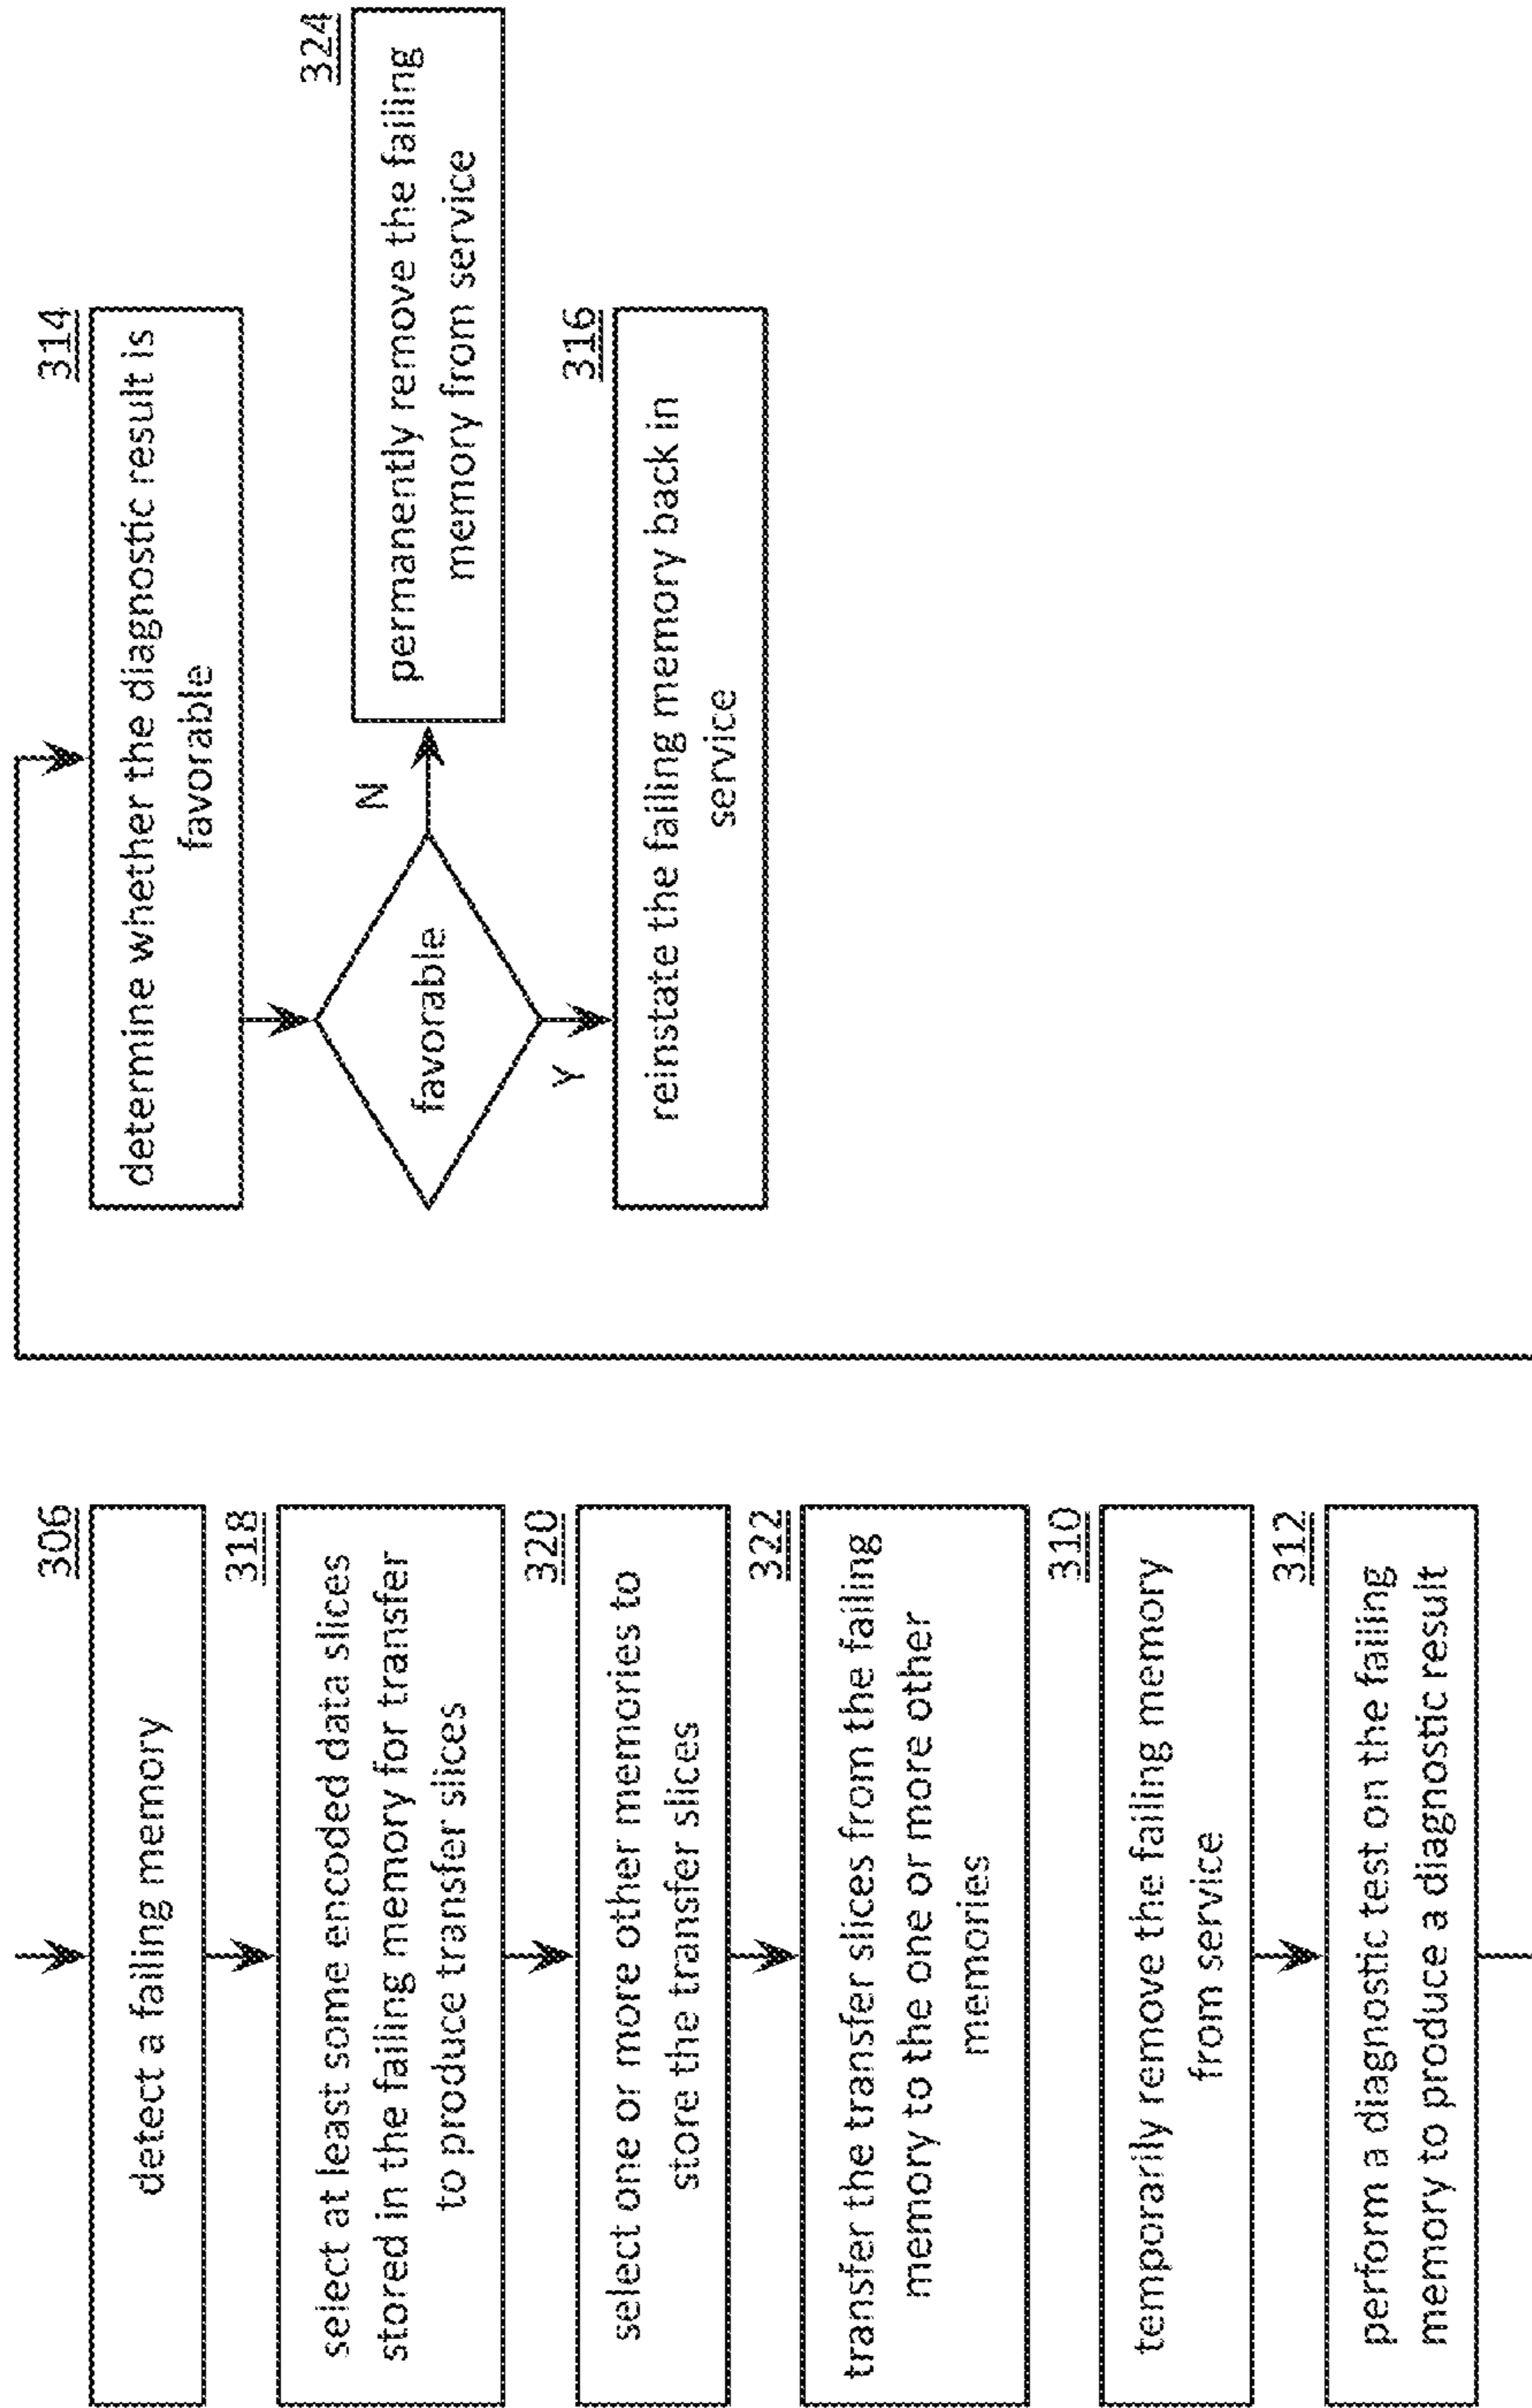 306
detect a failing memory
318
select at least some encoded data slices
stored in the failing memory for transfer
to produce transfer slices
320
select one or more other memories to
store the transfer slices
322
transfer the transfer slices from the failing
memory to the one or more other
memories
310
temporarily remove the failing memory
from service
312
perform a diagnostic test on the failing
memory to produce a diagnostic result
314
determine whether the diagnostic result is
favorable
favorable
N
324
permanently remove the failing
memory from service
Y
316
reinstate the failing memory back in
service